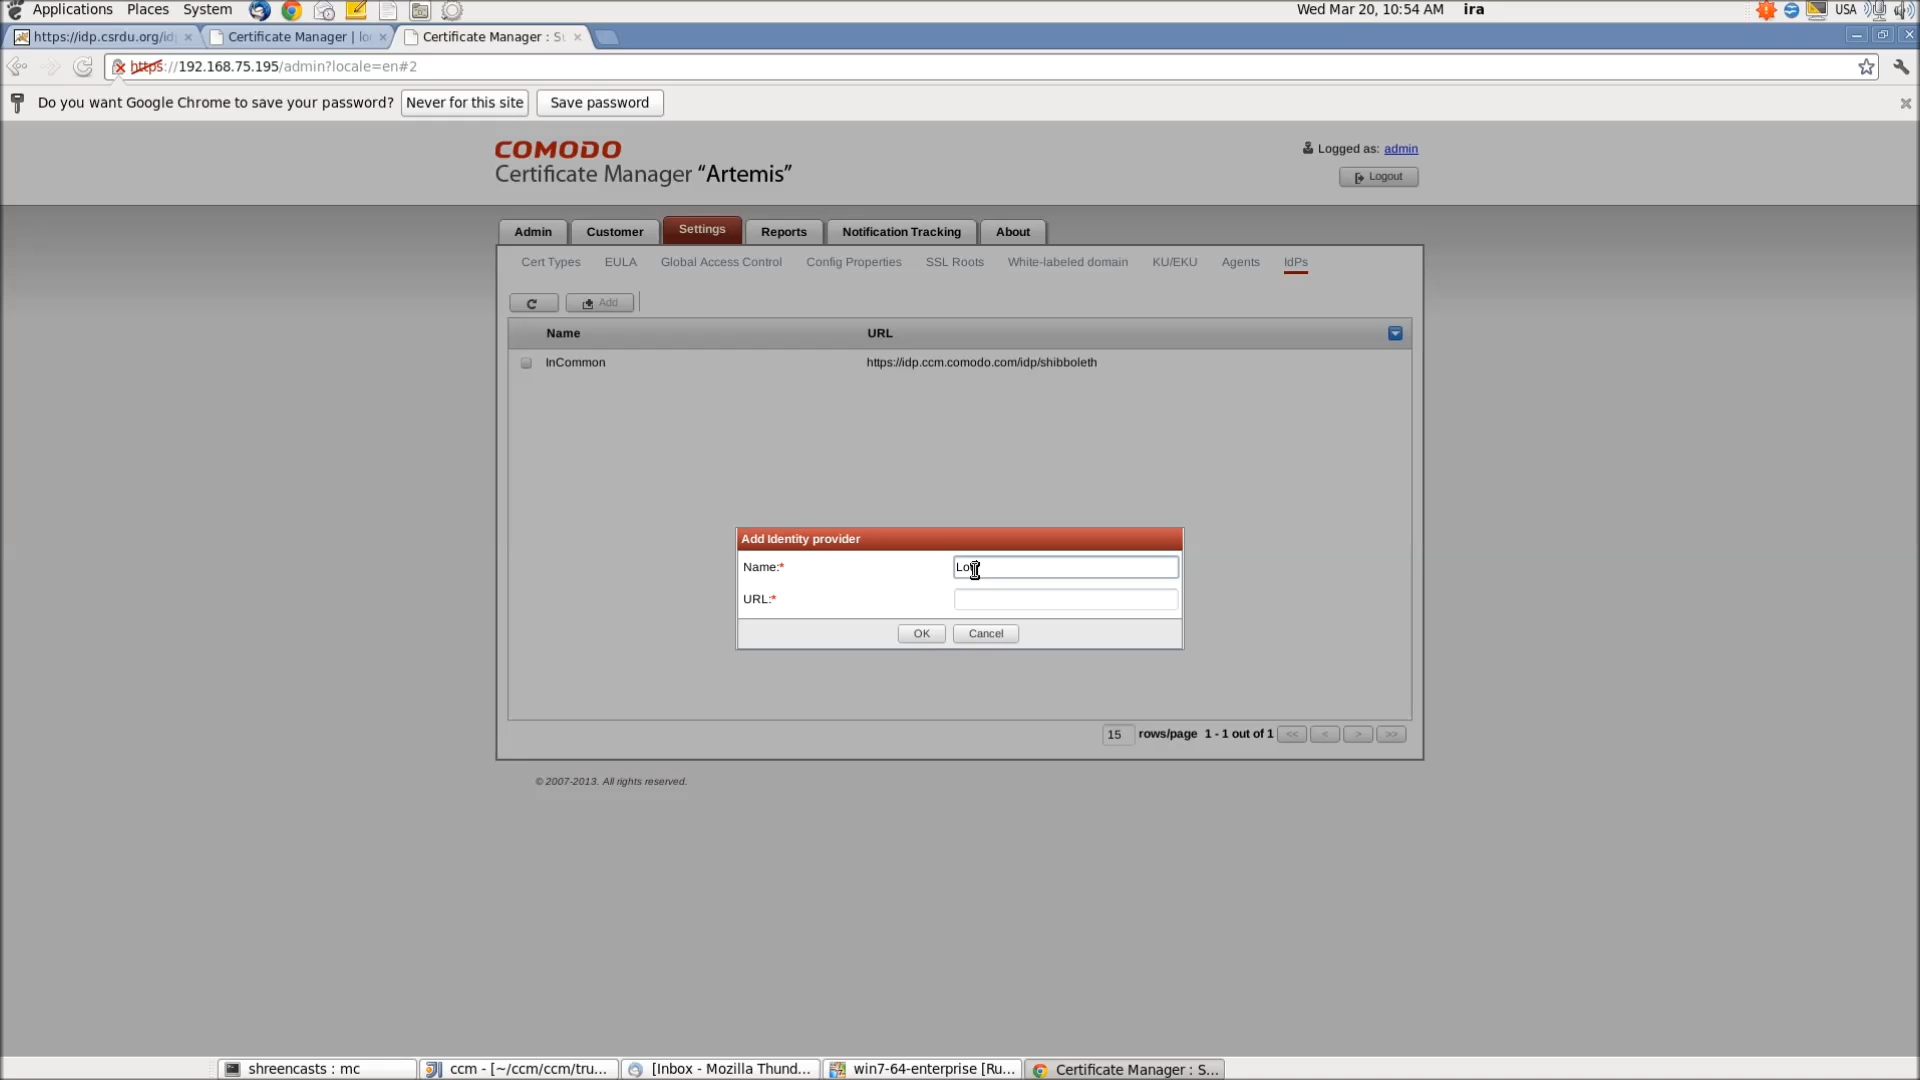 Applications Places System Wed Mar 20, 10:54 AM ira USA
https://idp.csrdu.org/id Certificate Manager | lo Certificate Manager : S
https://192.168.75.195/admin?locale=en#2
Do you want Google Chrome to save your password? Never for this site Save password
COMODO
Certificate Manager “Artemis”
Logged as: admin
Logout
Admin Customer Settings Reports Notification Tracking About
Cert Types EULA Global Access Control Config Properties SSL Roots White-labeled domain KU/EKU Agents IdPs
Add
Name URL
InCommon https://idp.ccm.comodo.com/idp/shibboleth
Add Identity provider
Name:*
URL:*
OK Cancel
15 rows/page 1 - 1 out of 1 << < > >>
© 2007-2013. All rights reserved.
shreencasts : mc ccm - [~/ccm/ccm/tru... [Inbox - Mozilla Thund... win7-64-enterprise [Ru... Certificate Manager : S...